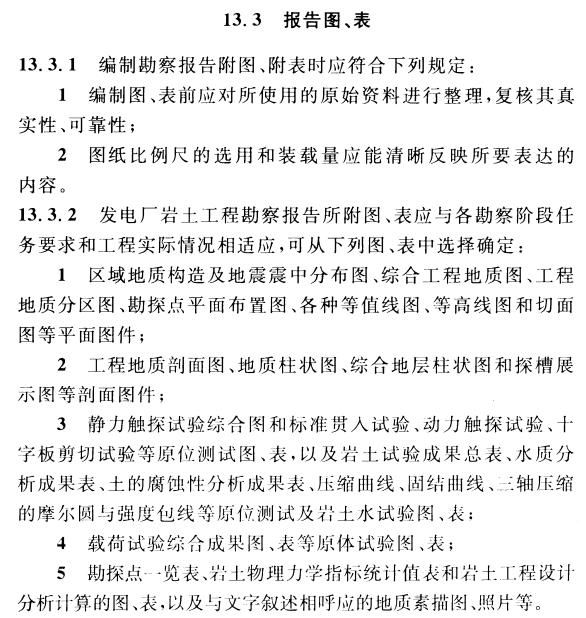 13.3 报告图、表
13.3.1 编制勘察报告附图、附表时应符合下列规定:
1 编制图、表前应对所使用的原始资料进行整理,复核其真
实性、可靠性;
2 图纸比例尺的选用和装载量应能清晰反映所要表达的
内容。
13.3.2 发电厂岩土工程勘察报告所附图、表应与各勘察阶段任
务要求和工程实际情况相适应,可从下列图、表中选择确定:
1 区域地质构造及地震震中分布图、综合工程地质图、工程
地质分区图、勘探点平面布置图、各种等值线图、等高线图和切面
图等平面图件;
2 工程地质剖面图、地质柱状图、综合地层柱状图和探槽展
示图等剖面图件;
3 静力触探试验综合图和标准贯入试验、动力触探试验、十
字板剪切试验等原位测试图、表,以及岩土试验成果总表、水质分
析成果表、土的腐蚀性分析成果表、压缩曲线、固结曲线、三轴压缩
的摩尔圆与强度包线等原位测试及岩土水试验图、表;
4 载荷试验综合成果图、表等原体试验图、表;
5 勘探点一览表、岩土物理力学指标统计值表和岩土工程设计
分析计算的图、表,以及与文字叙述相呼应的地质素描图、照片等。